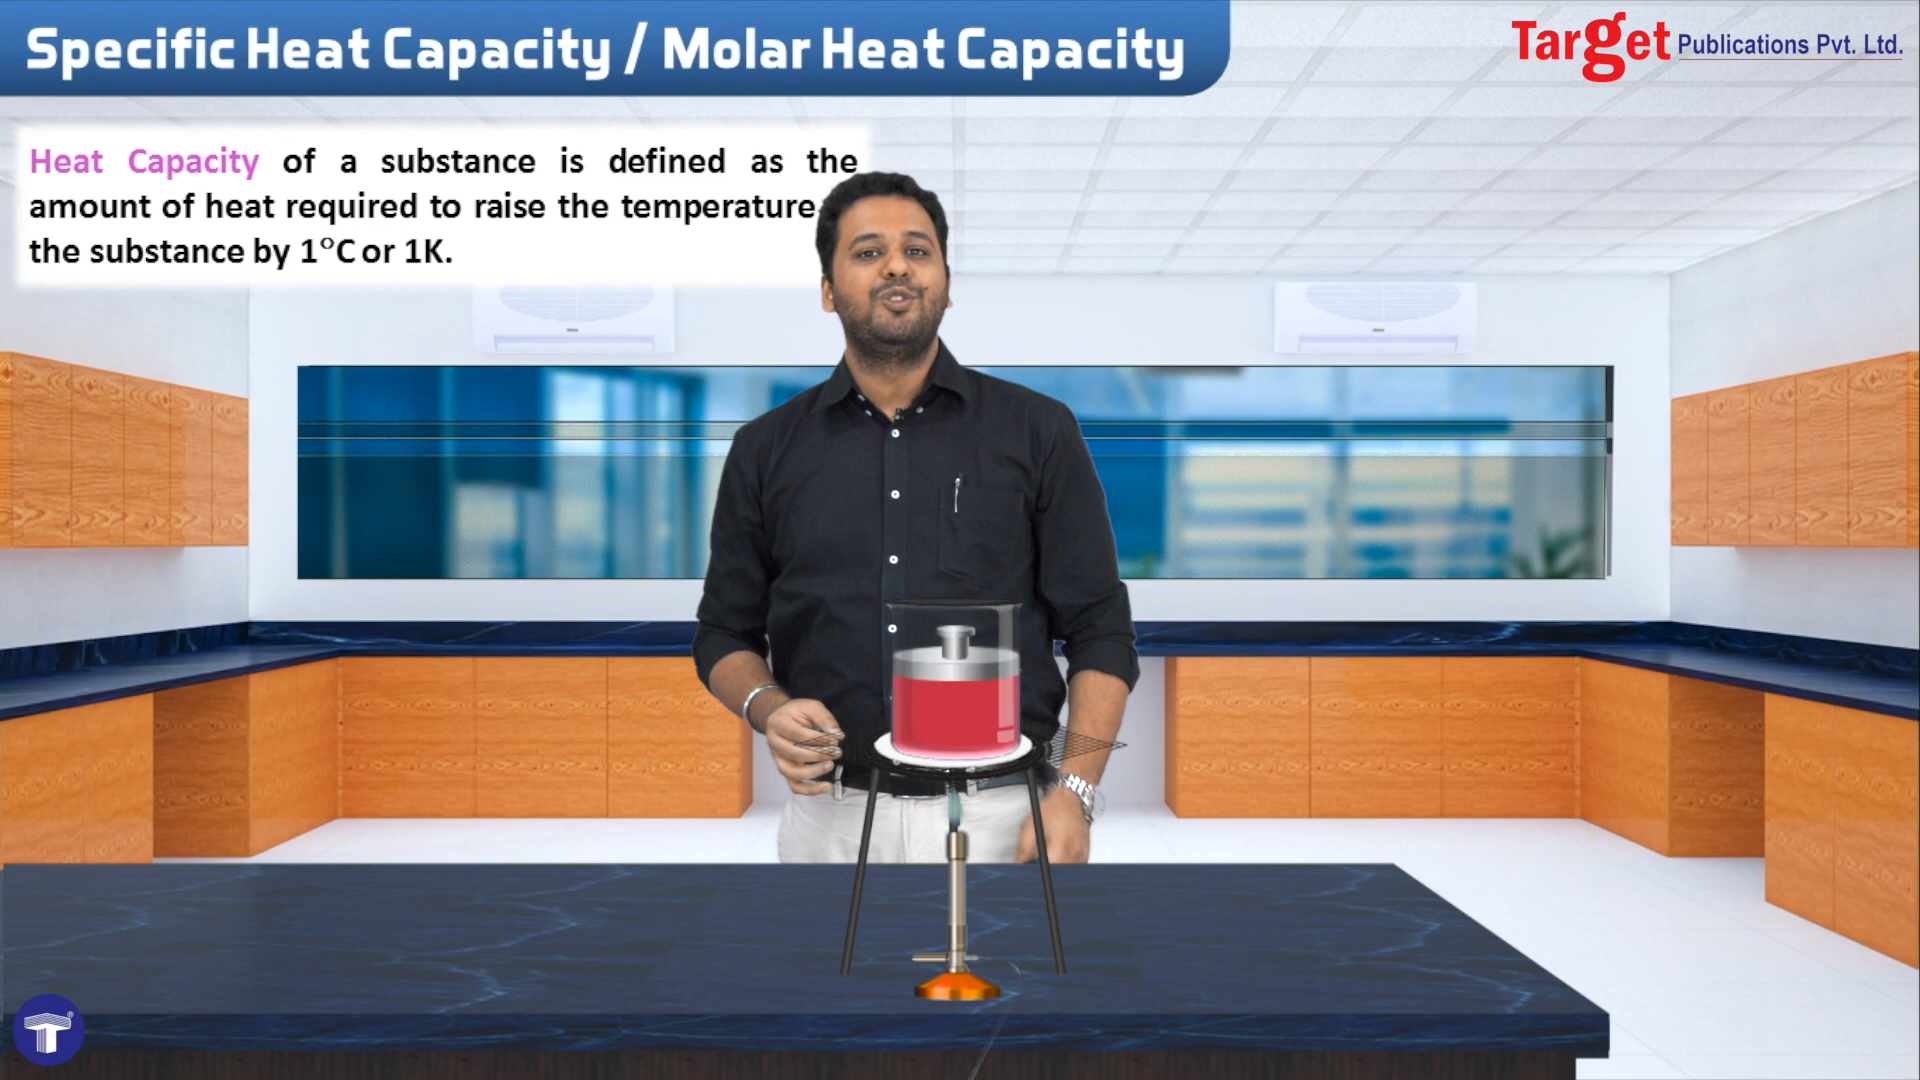 Specific Heat Capacity / Molar Heat Capacity
Target Publications Pvt. Ltd.
Heat Capacity of a substance is defined as the
amount of heat required to raise the temperature
the substance by 1°C or 1K.
T®